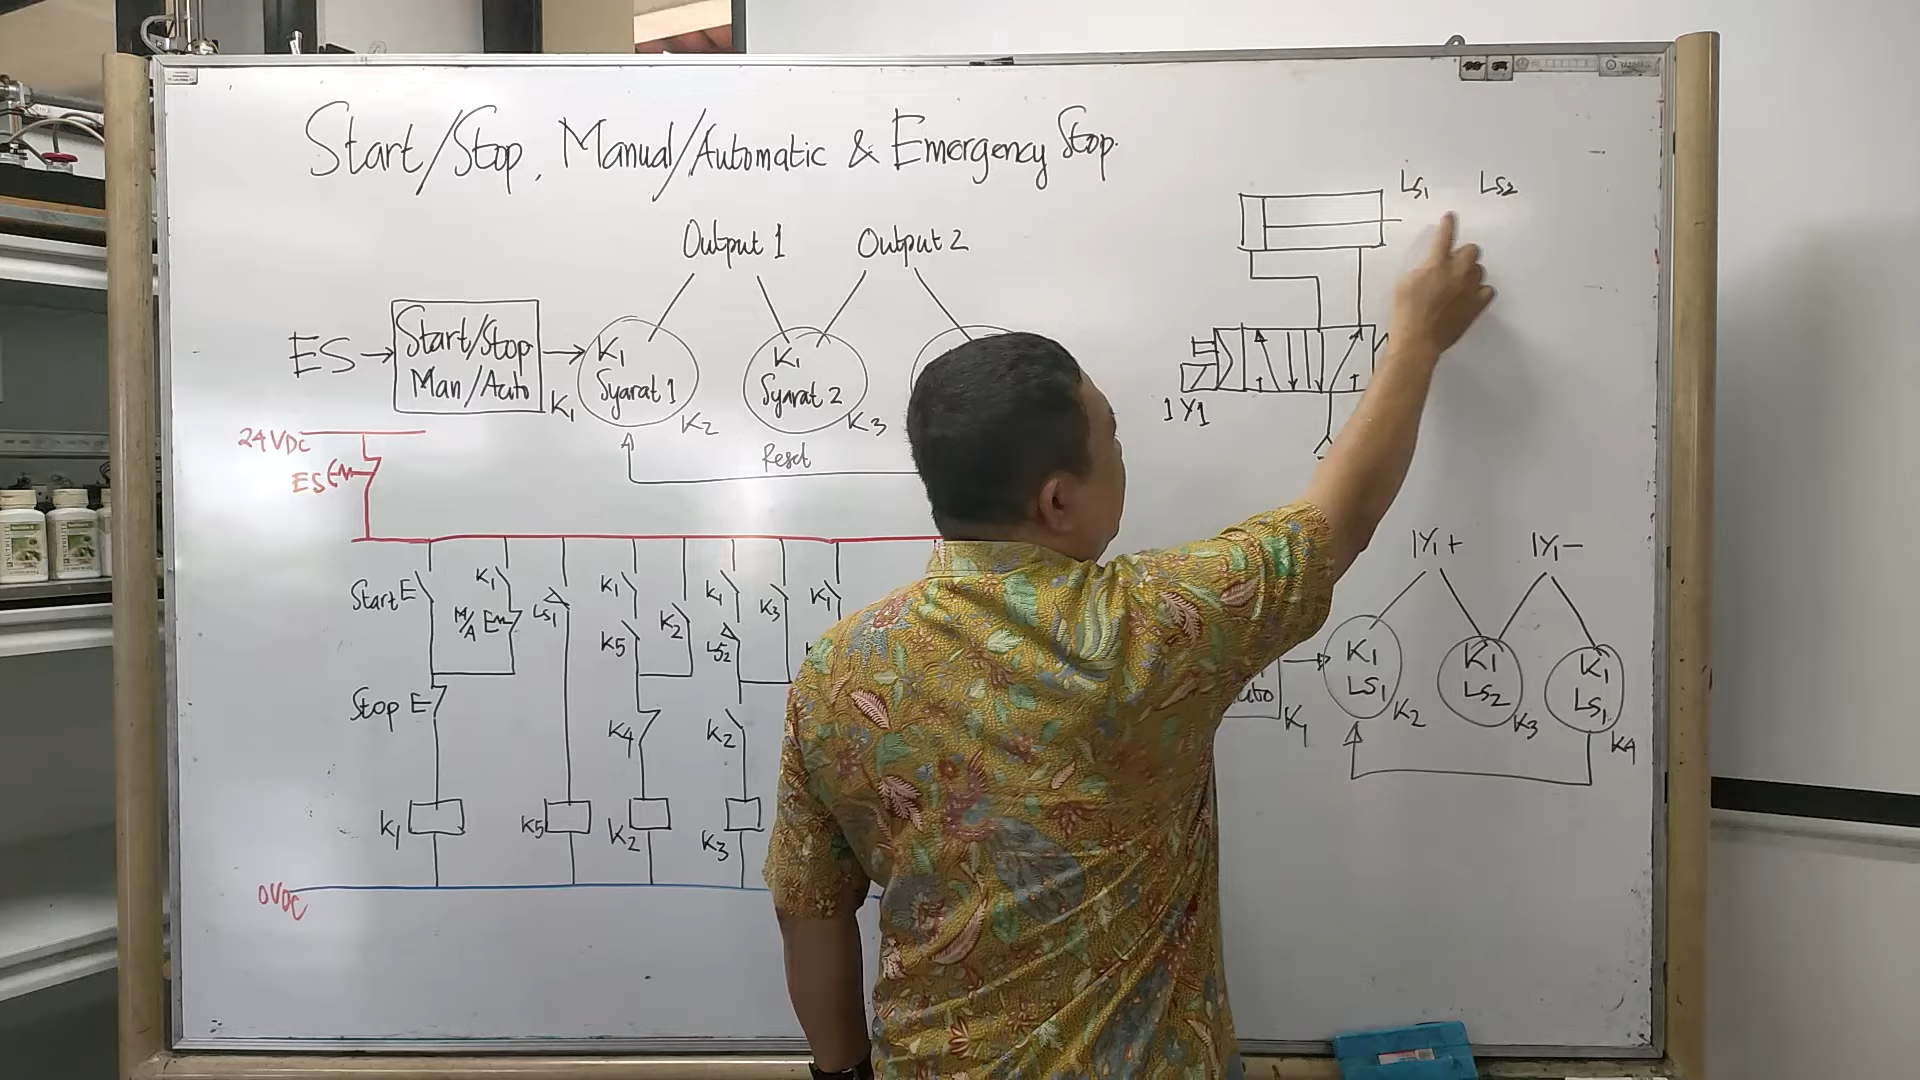 Start/Stop, Manual/Automatic & Emergency Stop.
LS1 LS2
Output 1 Output 2
ES
Start/Stop
Man/Auto
K1
K1
Syarat 1
K2
K1
Syarat 2
K3
Reset
1Y1
24VDC
ES
Start E
K1
M/A E
LS1
K1
K5
K2
K1
LS2
K3
K1
Stop E
K4
K2
K1
K5
K2
K3
0VDC
1Y1+ 1Y1-
K1
K1
LS1
K2
K1
LS2
K3
K1
LS1
K4